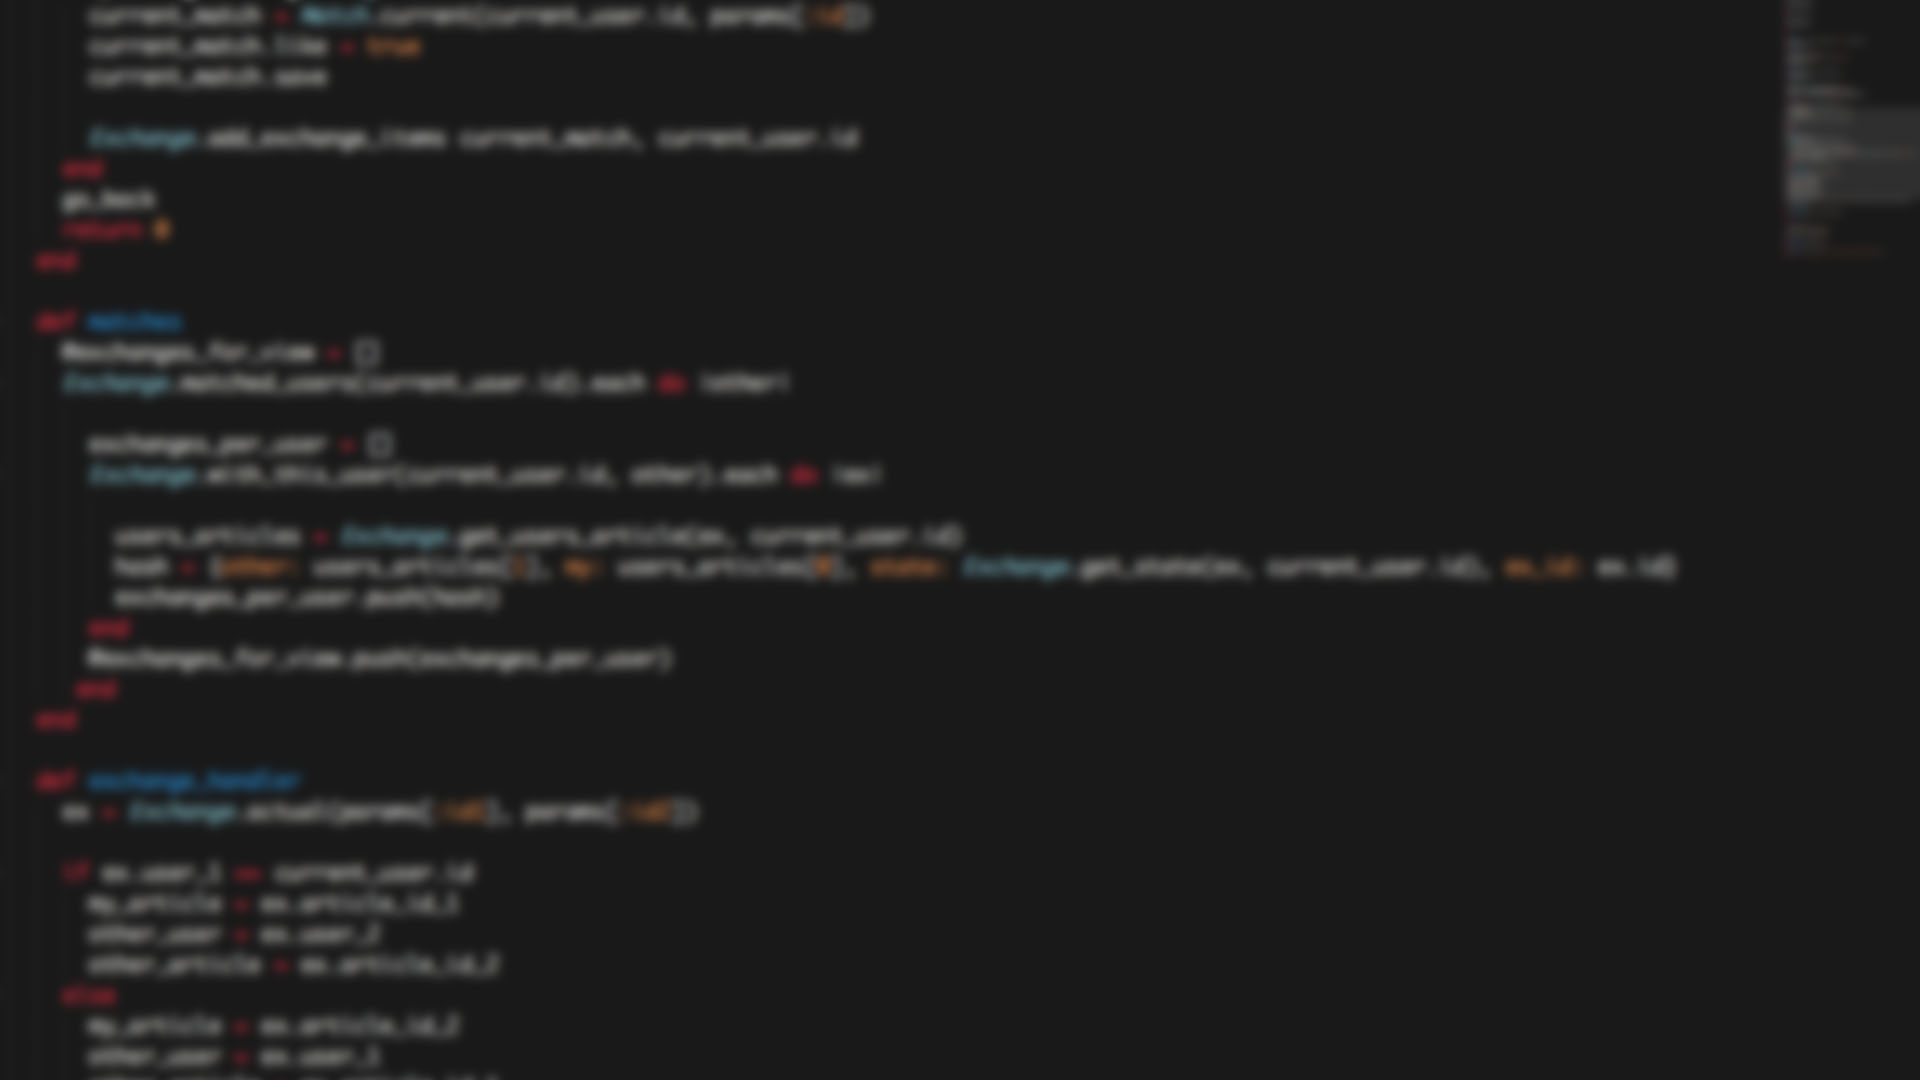 current_match = Match.current(current_user.id, params[:id])
current_match.like = true
current_match.save
Exchange.add_exchange_items current_match, current_user.id
end
go_back
return 0
end
def matches
@exchanges_for_view = []
Exchange.matched_users(current_user.id).each do |other|
exchanges_per_user = []
Exchange.with_this_user(current_user.id, other).each do |ex|
users_articles = Exchange.get_users_article(ex, current_user.id)
hash = {other: users_articles[1], my: users_articles[0], state: Exchange.get_state(ex, current_user.id), ex_id: ex.id}
exchanges_per_user.push(hash)
end
@exchanges_for_view.push(exchanges_per_user)
end
end
def exchange_handler
ex = Exchange.actual(params[:id1], params[:id2])
if ex.user_1 == current_user.id
my_article = ex.article_id_1
other_user = ex.user_2
other_article = ex.article_id_2
else
my_article = ex.article_id_2
other_user = ex.user_1